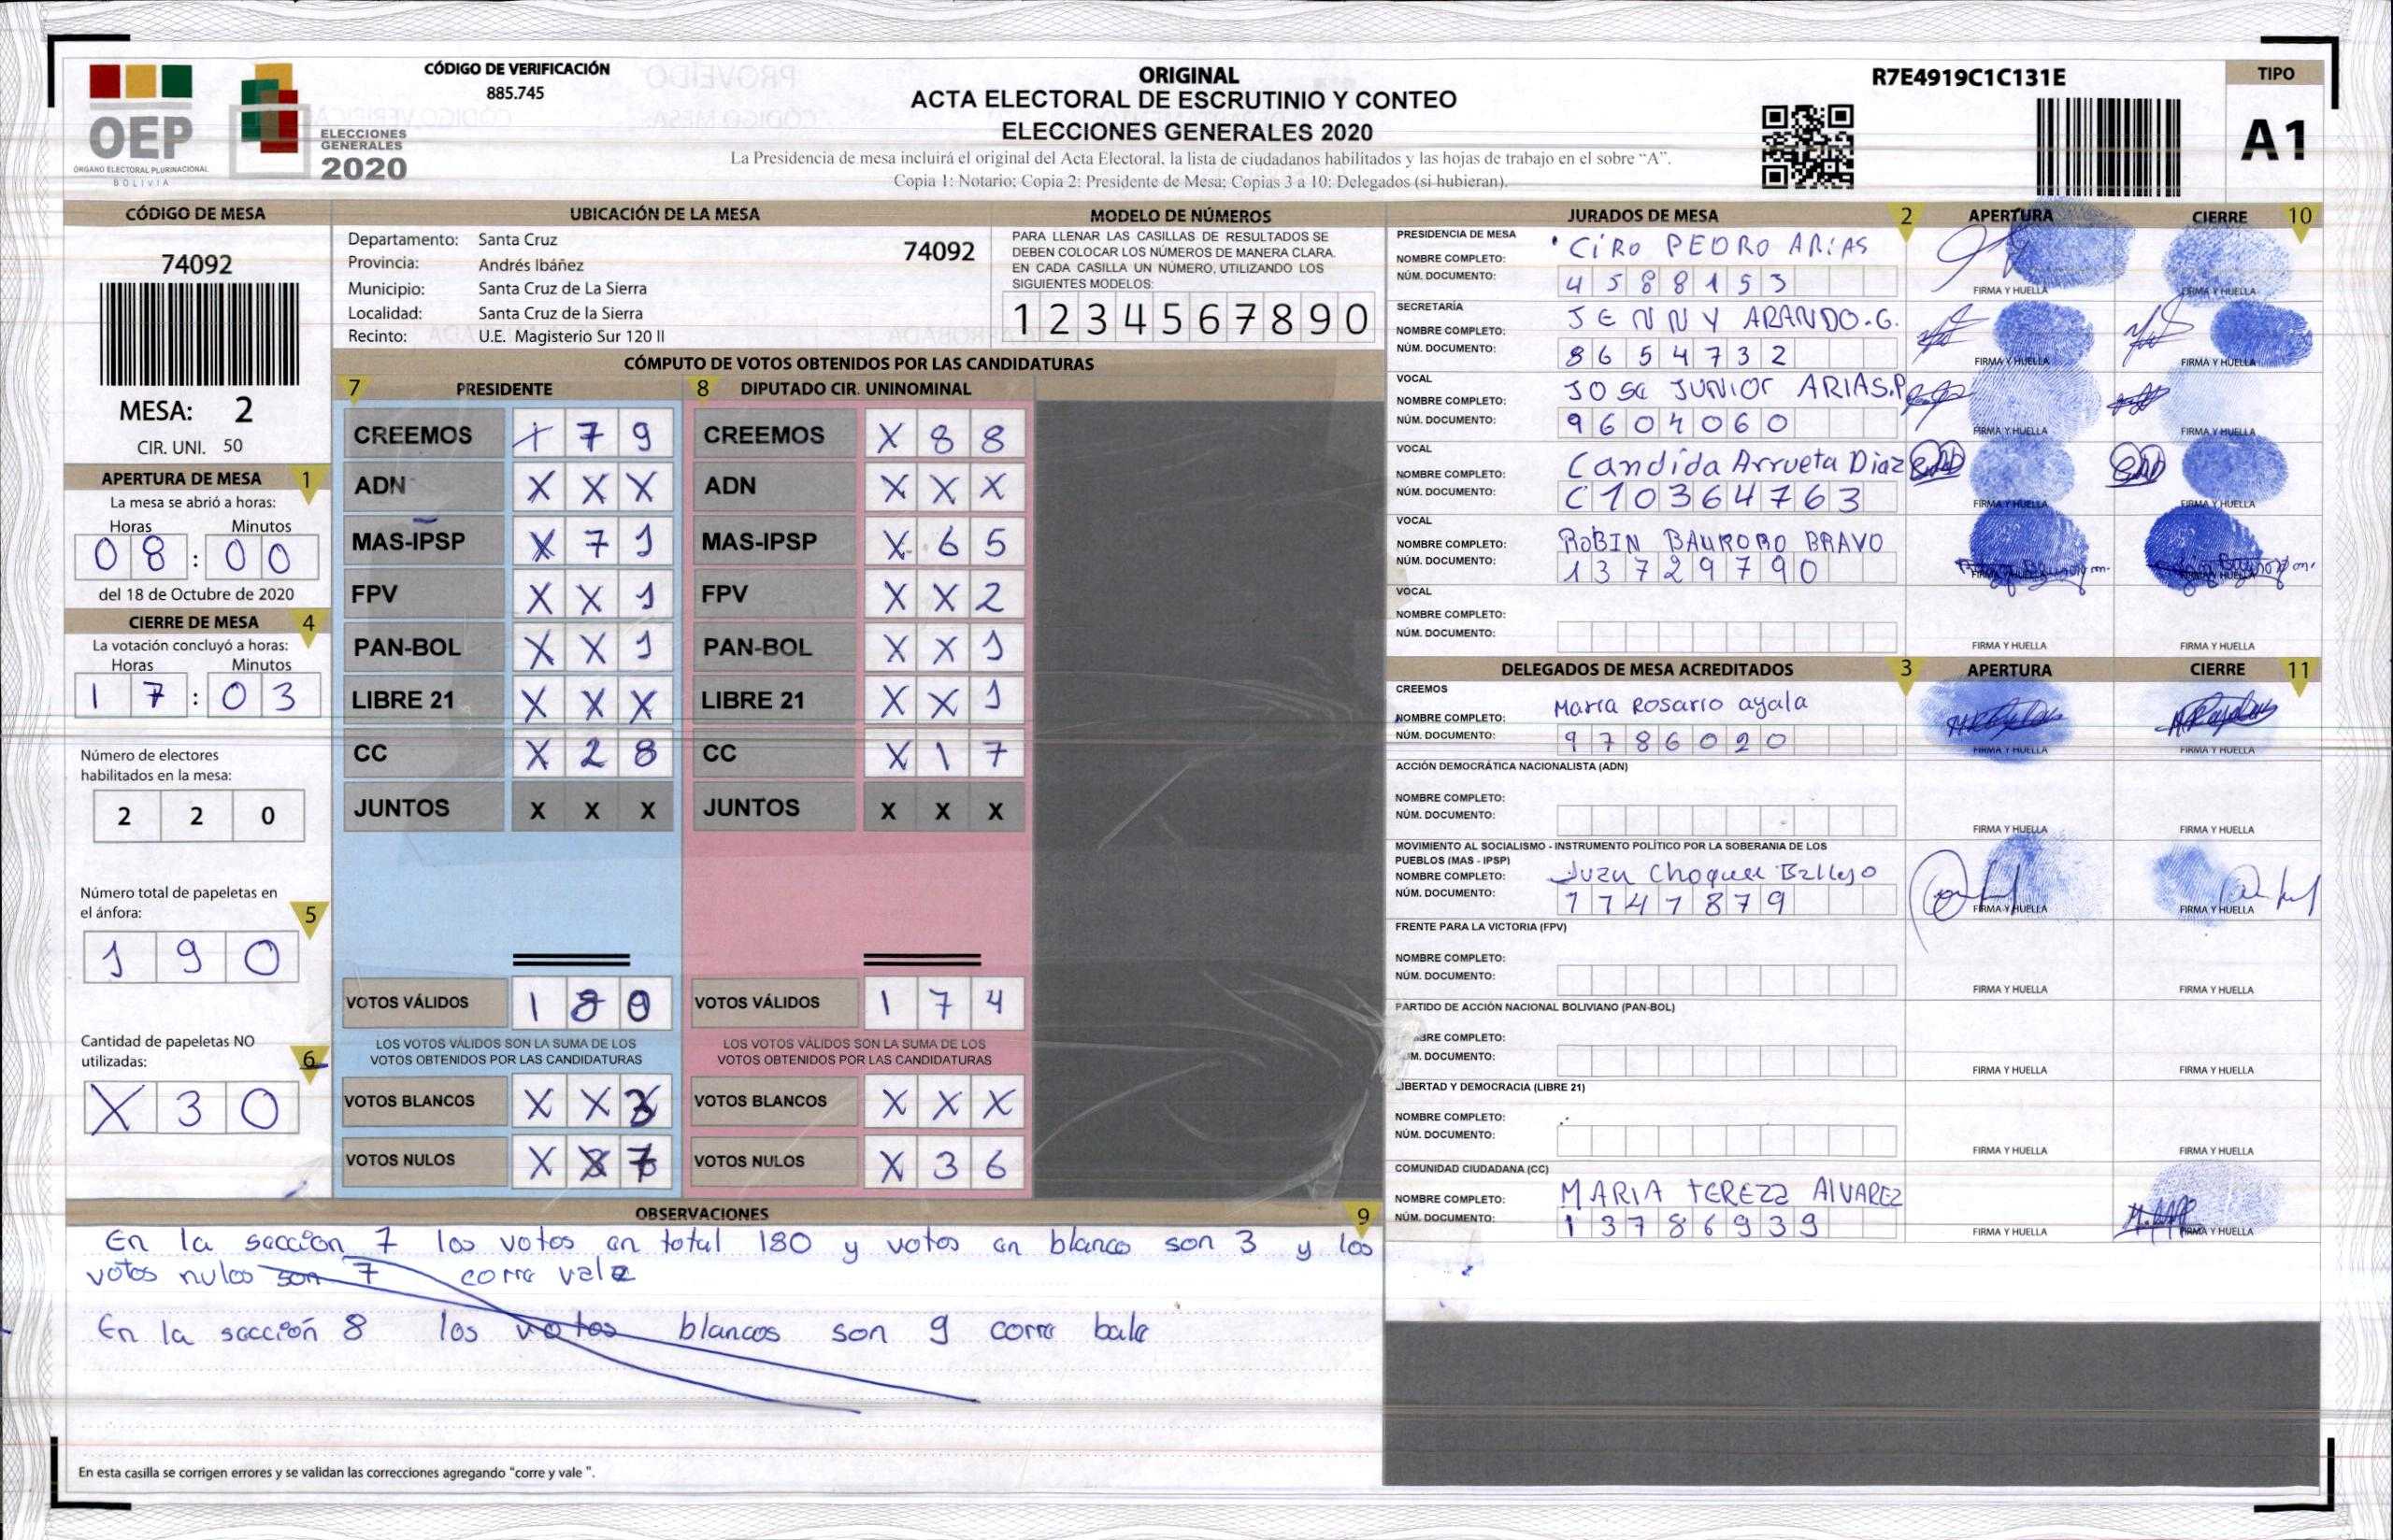 OEP
ÓRGANO ELECTORAL PLURINACIONAL
BOLIVIA
ELECCIONES
GENERALES
2020
CÓDIGO DE VERIFICACIÓN
885.745
ORIGINAL
ACTA ELECTORAL DE ESCRUTINIO Y CONTEO
ELECCIONES GENERALES 2020
La Presidencia de mesa incluirá el original del Acta Electoral, la lista de ciudadanos habilitados y las hojas de trabajo en el sobre “A”.
Copia 1: Notario; Copia 2: Presidente de Mesa; Copias 3 a 10: Delegados (si hubieran).
R7E4919C1C131E
TIPO
A1
CÓDIGO DE MESA
74092
MESA: 2
CIR. UNI. 50
APERTURA DE MESA 1
La mesa se abrió a horas:
Horas Minutos
08:00
del 18 de Octubre de 2020
CIERRE DE MESA 4
La votación concluyó a horas:
Horas Minutos
17:03
Número de electores
habilitados en la mesa:
2 2 0
Número total de papeletas en
el ánfora: 5
1 9 0
Cantidad de papeletas NO
utilizadas: 6
X 3 0
UBICACIÓN DE LA MESA
Departamento: Santa Cruz 74092
Provincia: Andrés Ibáñez
Municipio: Santa Cruz de La Sierra
Localidad: Santa Cruz de la Sierra
Recinto: U.E. Magisterio Sur 120 II
MODELO DE NÚMEROS
PARA LLENAR LAS CASILLAS DE RESULTADOS SE
DEBEN COLOCAR LOS NÚMEROS DE MANERA CLARA.
EN CADA CASILLA UN NÚMERO, UTILIZANDO LOS
SIGUIENTES MODELOS:
1 2 3 4 5 6 7 8 9 0
CÓMPUTO DE VOTOS OBTENIDOS POR LAS CANDIDATURAS
7 PRESIDENTE 8 DIPUTADO CIR. UNINOMINAL
CREEMOS X 7 9 CREEMOS X 8 8
ADN X X X ADN X X X
MAS-IPSP X 7 1 MAS-IPSP X 6 5
FPV X X 1 FPV X X 2
PAN-BOL X X 1 PAN-BOL X X 1
LIBRE 21 X X X LIBRE 21 X X 1
CC X 2 8 CC X 1 7
JUNTOS X X X JUNTOS X X X
VOTOS VÁLIDOS 1 8 0 VOTOS VÁLIDOS 1 7 4
LOS VOTOS VÁLIDOS SON LA SUMA DE LOS LOS VOTOS VÁLIDOS SON LA SUMA DE LOS
VOTOS OBTENIDOS POR LAS CANDIDATURAS VOTOS OBTENIDOS POR LAS CANDIDATURAS
VOTOS BLANCOS X X 3 VOTOS BLANCOS X X X
VOTOS NULOS X X 7 VOTOS NULOS X 3 6
OBSERVACIONES 9
En la seccion 7 los votos en total 180 y votos en blanco son 3 y los
votos nulos son 7 corre vale
En la sección 8 los votos blancos son 9 corre bale
En esta casilla se corrigen errores y se validan las correcciones agregando “corre y vale ”.
JURADOS DE MESA 2 APERTURA CIERRE 10
PRESIDENCIA DE MESA
NOMBRE COMPLETO: CIRO PEDRO ARIAS
NÚM. DOCUMENTO: 4588153
FIRMA Y HUELLA FIRMA Y HUELLA
SECRETARÍA
NOMBRE COMPLETO: JENNY ARANDO.G.
NÚM. DOCUMENTO: 8654732
FIRMA Y HUELLA FIRMA Y HUELLA
VOCAL
NOMBRE COMPLETO: JOSE JUNIOR ARIAS.P
NÚM. DOCUMENTO: 9604060
FIRMA Y HUELLA FIRMA Y HUELLA
VOCAL
NOMBRE COMPLETO: Candida Arrueta Diaz
NÚM. DOCUMENTO: C10364763
FIRMA Y HUELLA FIRMA Y HUELLA
VOCAL
NOMBRE COMPLETO: ROBIN BAURORO BRAVO
NÚM. DOCUMENTO: 13729790
FIRMA Y HUELLA FIRMA Y HUELLA
VOCAL
NOMBRE COMPLETO:
NÚM. DOCUMENTO:
FIRMA Y HUELLA FIRMA Y HUELLA
DELEGADOS DE MESA ACREDITADOS 3 APERTURA CIERRE 11
CREEMOS
NOMBRE COMPLETO: Maria Rosario ayala
NÚM. DOCUMENTO: 9786020
FIRMA Y HUELLA FIRMA Y HUELLA
ACCIÓN DEMOCRÁTICA NACIONALISTA (ADN)
NOMBRE COMPLETO:
NÚM. DOCUMENTO:
FIRMA Y HUELLA FIRMA Y HUELLA
MOVIMIENTO AL SOCIALISMO - INSTRUMENTO POLÍTICO POR LA SOBERANIA DE LOS
PUEBLOS (MAS - IPSP)
NOMBRE COMPLETO: Juan Choque
NÚM. DOCUMENTO: 7747879
FIRMA Y HUELLA FIRMA Y HUELLA
FRENTE PARA LA VICTORIA (FPV)
NOMBRE COMPLETO:
NÚM. DOCUMENTO:
FIRMA Y HUELLA FIRMA Y HUELLA
PARTIDO DE ACCIÓN NACIONAL BOLIVIANO (PAN-BOL)
BRE COMPLETO:
M. DOCUMENTO:
FIRMA Y HUELLA FIRMA Y HUELLA
LIBERTAD Y DEMOCRACIA (LIBRE 21)
NOMBRE COMPLETO:
NÚM. DOCUMENTO:
FIRMA Y HUELLA FIRMA Y HUELLA
COMUNIDAD CIUDADANA (CC)
NOMBRE COMPLETO: MARIA TEREZA ALVAREZ
NÚM. DOCUMENTO: 13786939
FIRMA Y HUELLA FIRMA Y HUELLA